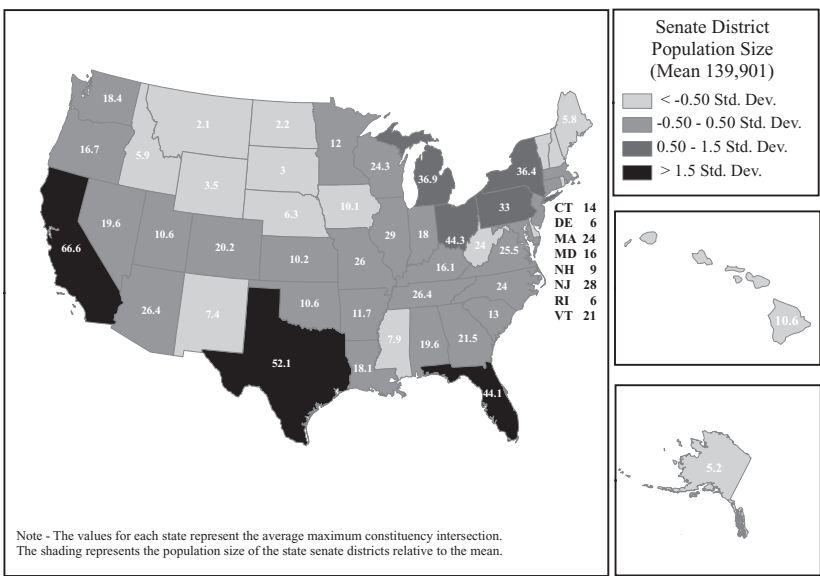 Senate District
Population Size
(Mean 139,901)
< -0.50 Std. Dev.
-0.50 - 0.50 Std. Dev.
0.50 - 1.5 Std. Dev.
> 1.5 Std. Dev.
18.4
2.1
2.2
12
5.8
16.7
5.9
3.5
3
24.3
36.9
36.4
19.6
10.6
20.2
6.3
10.1
29
18
44.3
33
66.6
10.2
26
16.1
24
25.5
26.4
7.4
10.6
11.7
26.4
24
13
52.1
18.1
7.9
19.6
21.5
44.1
CT 14
DE 6
MA 24
MD 16
NH 9
NJ 28
RI 6
VT 21
10.6
5.2
Note - The values for each state represent the average maximum constituency intersection.
The shading represents the population size of the state senate districts relative to the mean.